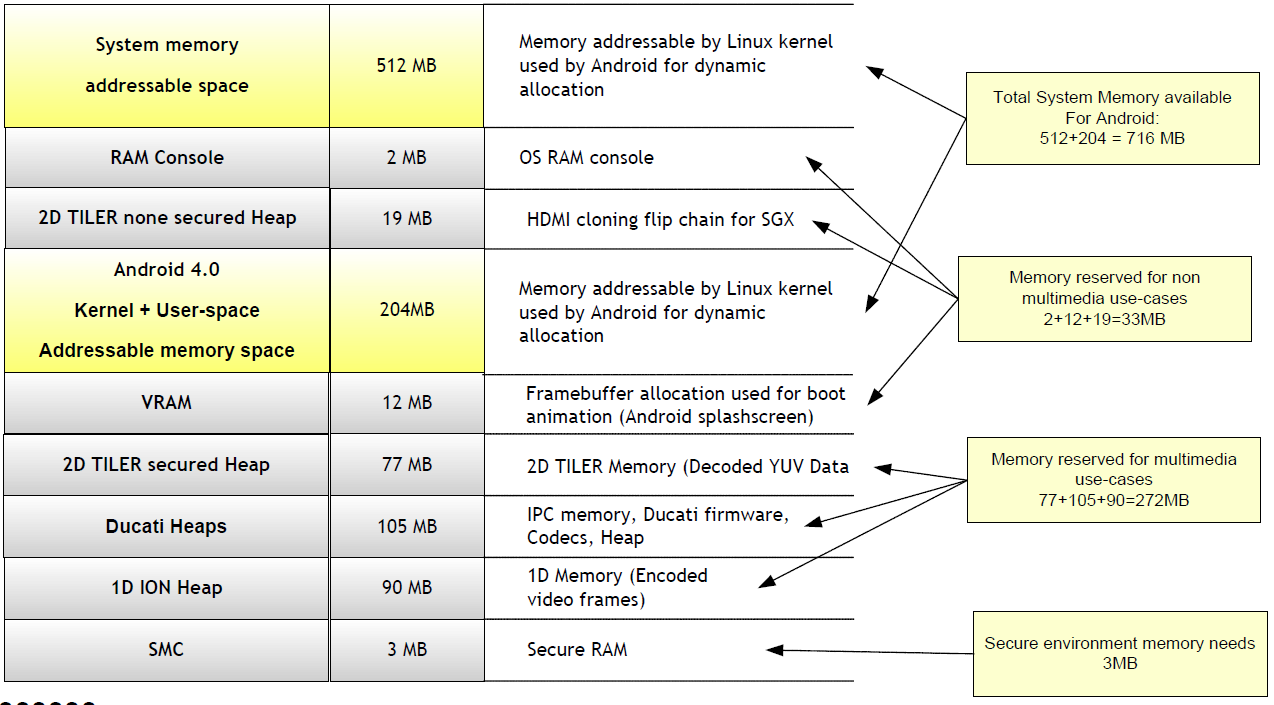 System memory
addressable space
512 MB
Memory addressable by Linux kernel
used by Android for dynamic
allocation
RAM Console
2 MB
OS RAM console
2D TILER none secured Heap
19 MB
HDMI cloning flip chain for SGX
Android 4.0
Kernel + User-space
Addressable memory space
204MB
Memory addressable by Linux kernel
used by Android for dynamic
allocation
VRAM
12 MB
Framebuffer allocation used for boot
animation (Android splashscreen)
2D TILER secured Heap
77 MB
2D TILER Memory (Decoded YUV Data
Ducati Heaps
105 MB
IPC memory, Ducati firmware,
Codecs, Heap
1D ION Heap
90 MB
1D Memory (Encoded
video frames)
SMC
3 MB
Secure RAM
Total System Memory available
For Android:
512+204 = 716 MB
Memory reserved for non
multimedia use-cases
2+12+19=33MB
Memory reserved for multimedia
use-cases
77+105+90=272MB
Secure environment memory needs
3MB